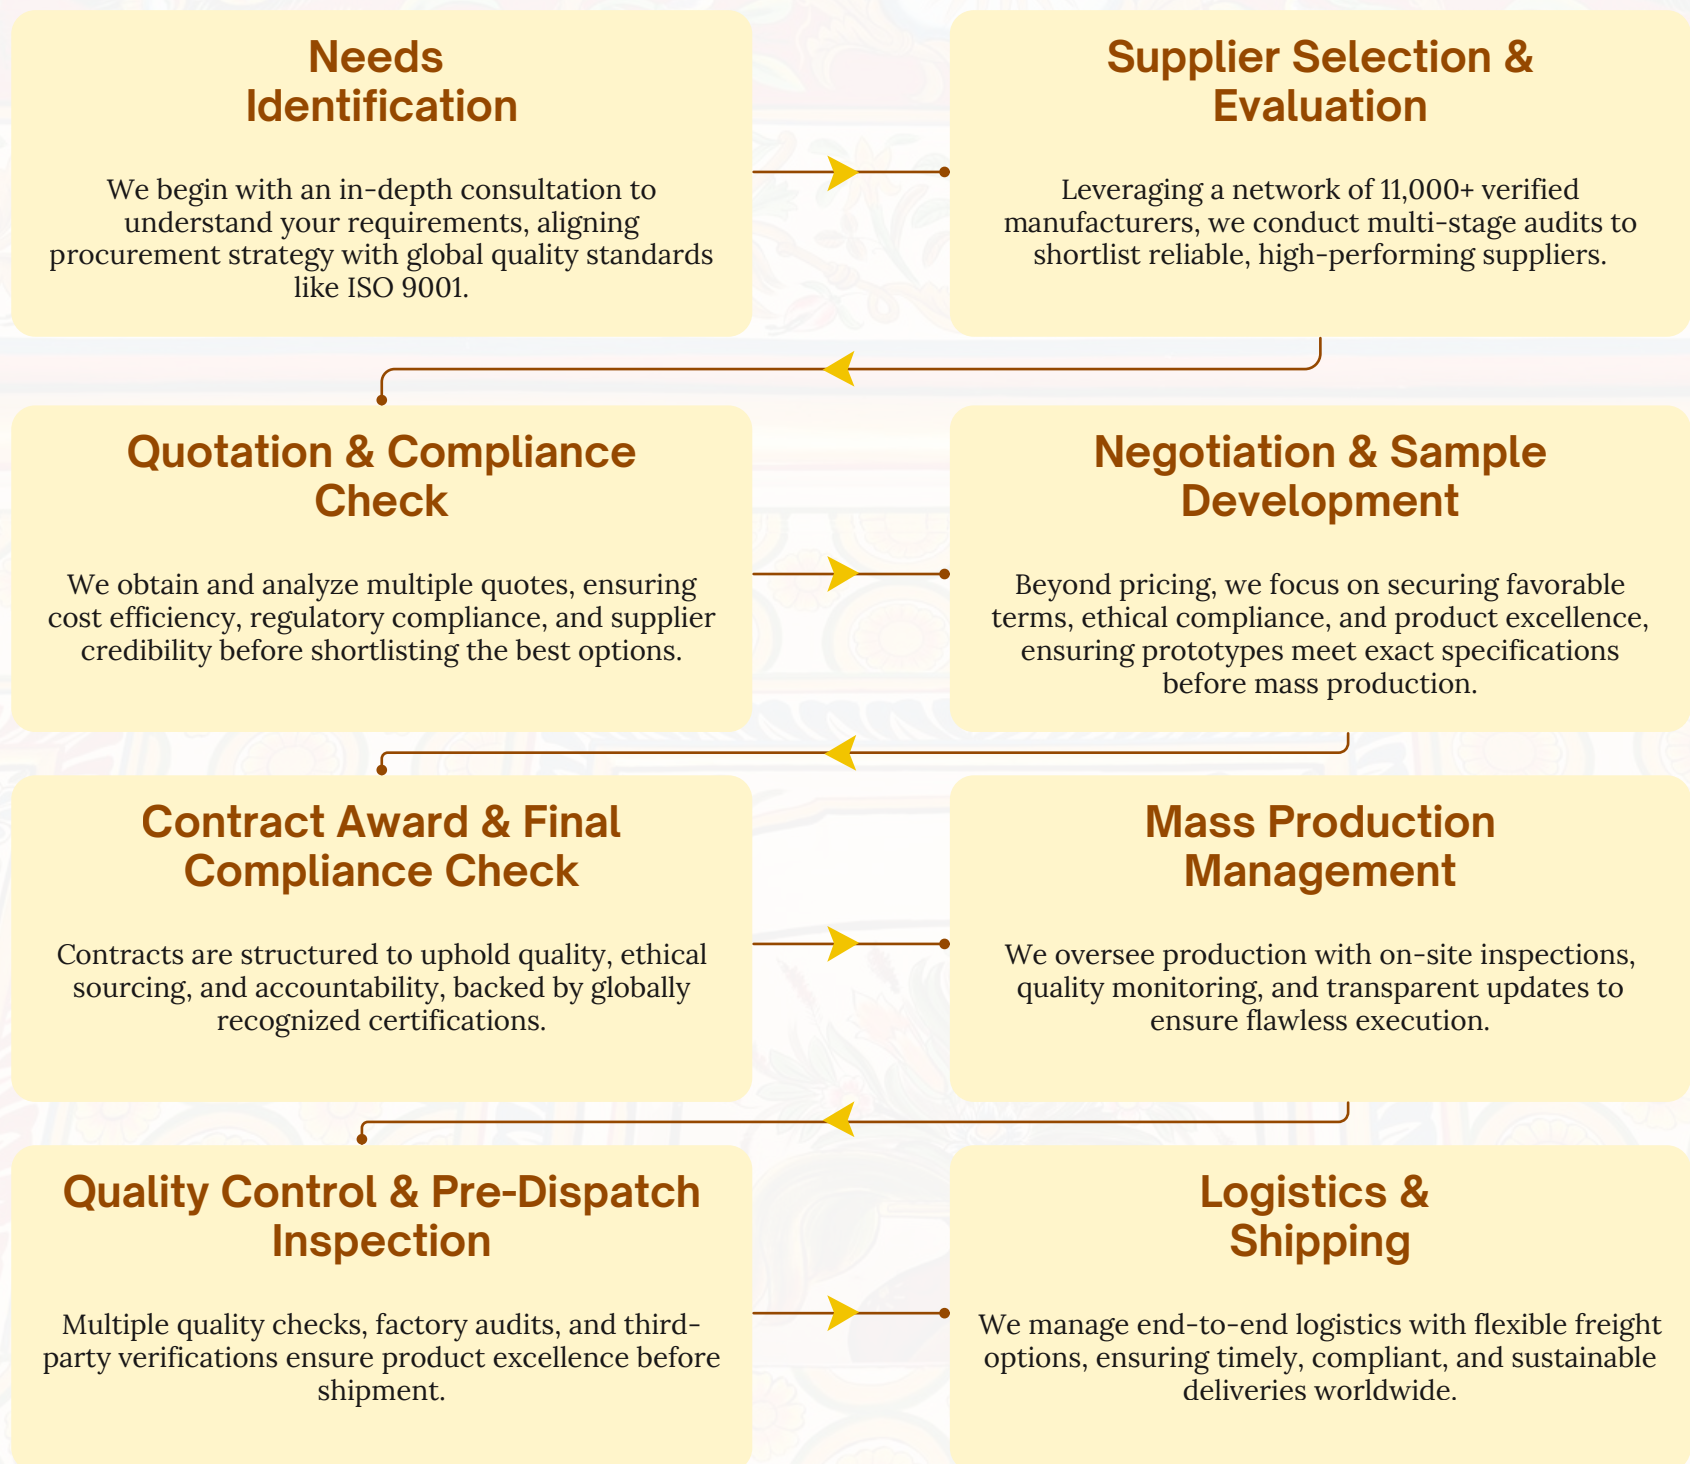 Needs
Identification
We begin with an in-depth consultation to
understand your requirements, aligning
procurement strategy with global quality standards
like ISO 9001.
Supplier Selection &
Evaluation
Leveraging a network of 11,000+ verified
manufacturers, we conduct multi-stage audits to
shortlist reliable, high-performing suppliers.
Quotation & Compliance
Check
We obtain and analyze multiple quotes, ensuring
cost efficiency, regulatory compliance, and supplier
credibility before shortlisting the best options.
Negotiation & Sample
Development
Beyond pricing, we focus on securing favorable
terms, ethical compliance, and product excellence,
ensuring prototypes meet exact specifications
before mass production.
Contract Award & Final
Compliance Check
Contracts are structured to uphold quality, ethical
sourcing, and accountability, backed by globally
recognized certifications.
Mass Production
Management
We oversee production with on-site inspections,
quality monitoring, and transparent updates to
ensure flawless execution.
Quality Control & Pre-Dispatch
Inspection
Multiple quality checks, factory audits, and third-
party verifications ensure product excellence before
shipment.
Logistics &
Shipping
We manage end-to-end logistics with flexible freight
options, ensuring timely, compliant, and sustainable
deliveries worldwide.